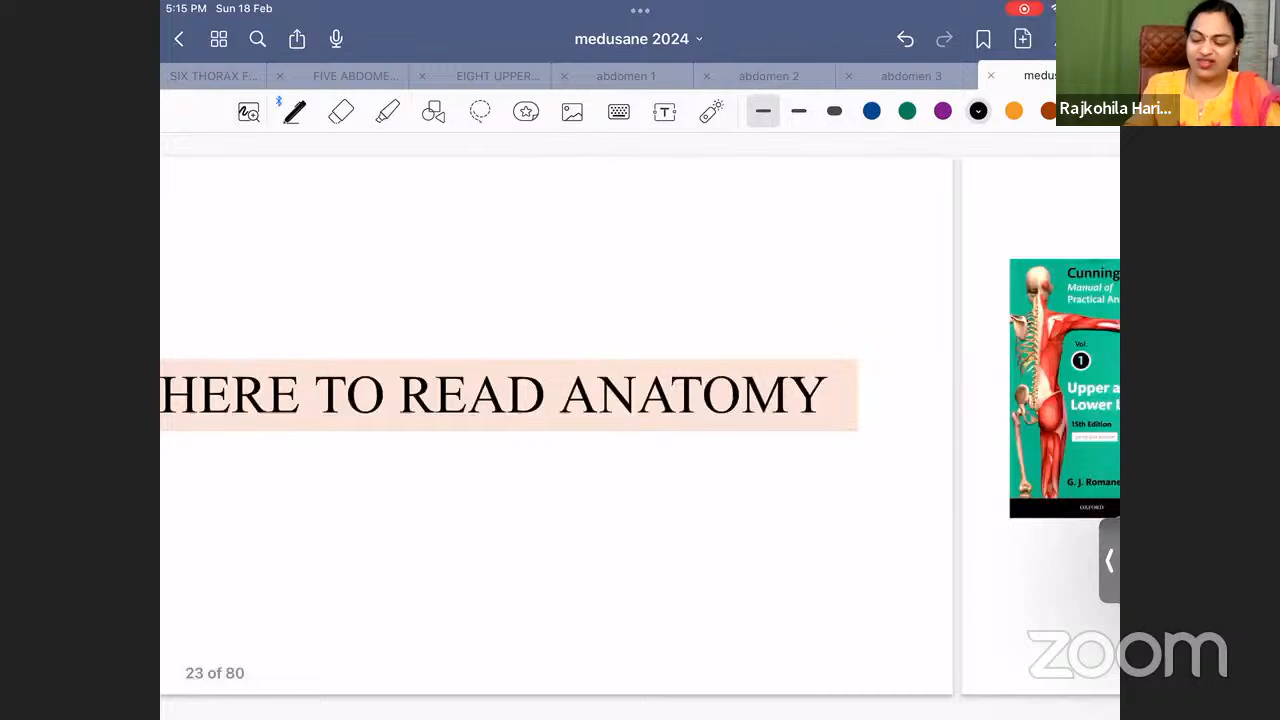 5:15 PM Sun 18 Feb
medusane 2024
SIX THORAX F...
FIVE ABDOME...
EIGHT UPPER...
abdomen 1
abdomen 2
abdomen 3
medus
Rajkohila Hari...
T
HERE TO READ ANATOMY
Cunning
Manual of
Practical An
Vol.
1
Upper a
Lower L
15th Edition
G. J. Romane
OXFORD
23 of 80
zoom